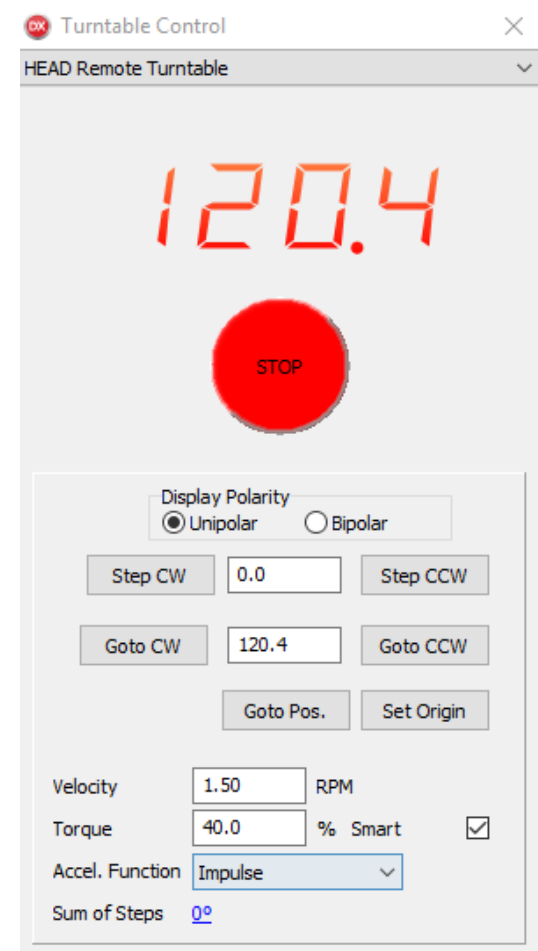 DX Turntable Control
HEAD Remote Turntable
120.4
STOP
Display Polarity
Unipolar Bipolar
Step CW 0.0 Step CCW
Goto CW 120.4 Goto CCW
Goto Pos. Set Origin
Velocity 1.50 RPM
Torque 40.0 % Smart
Accel. Function Impulse
Sum of Steps 0º